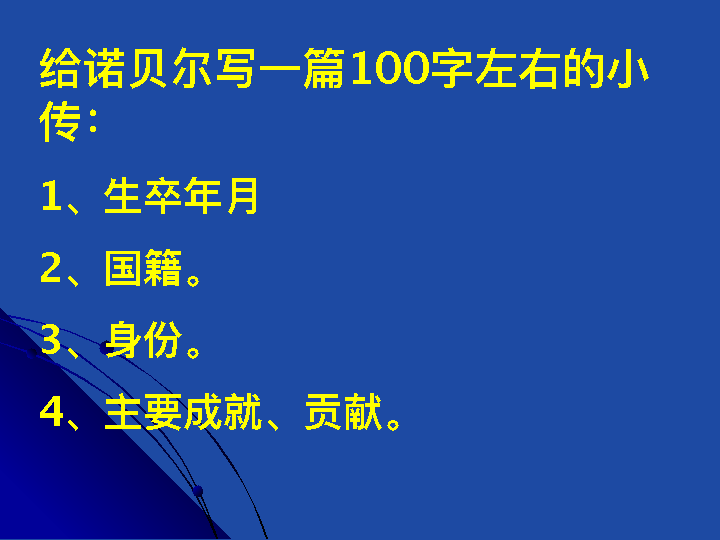 给诺贝尔写一篇100字左右的小
传：
1、生卒年月
2、国籍。
3、身份。
4、主要成就、贡献。